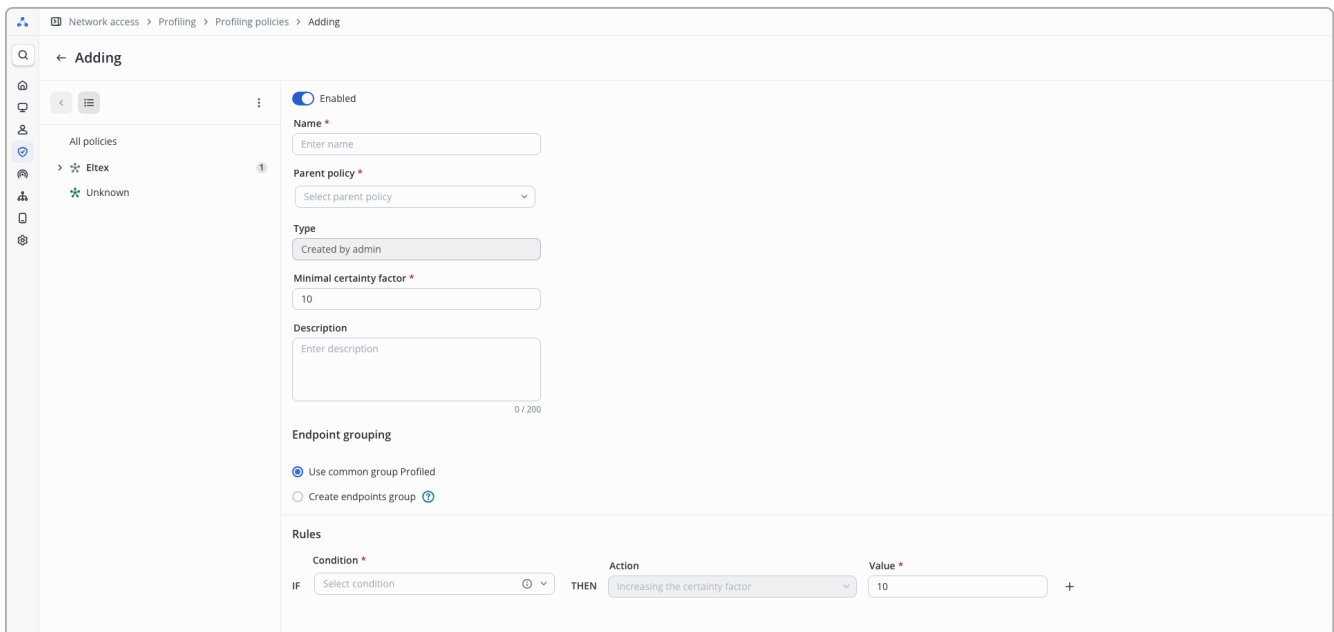 Network access > Profiling > Profiling policies > Adding
← Adding
All policies
Eltex 1
Unknown
Enabled
Name *
Enter name
Parent policy *
Select parent policy
Type
Created by admin
Minimal certainty factor *
10
Description
Enter description
0 / 200
Endpoint grouping
Use common group Profiled
Create endpoints group ?
Rules
Condition *
Action
Value *
IF Select condition THEN Increasing the certainty factor 10 +